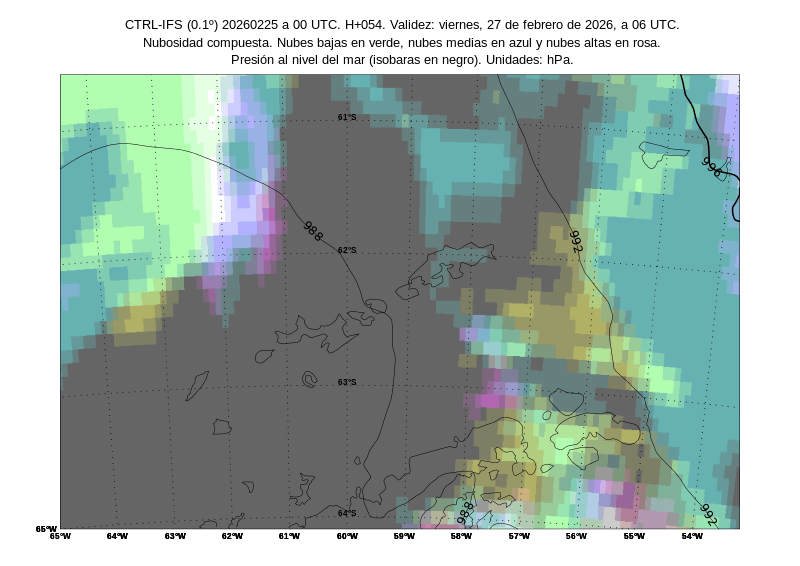 CTRL-IFS (0.1º) 20260225 a 00 UTC. H+054. Validez: viernes, 27 de febrero de 2026, a 06 UTC.
Nubosidad compuesta. Nubes bajas en verde, nubes medias en azul y nubes altas en rosa.
Presión al nivel del mar (isobaras en negro). Unidades: hPa.
61°S
996
988
992
62°S
63°S
64°S
988
992
65°W
65°W 64°W 63°W 62°W 61°W 60°W 59°W 58°W 57°W 56°W 55°W 54°W